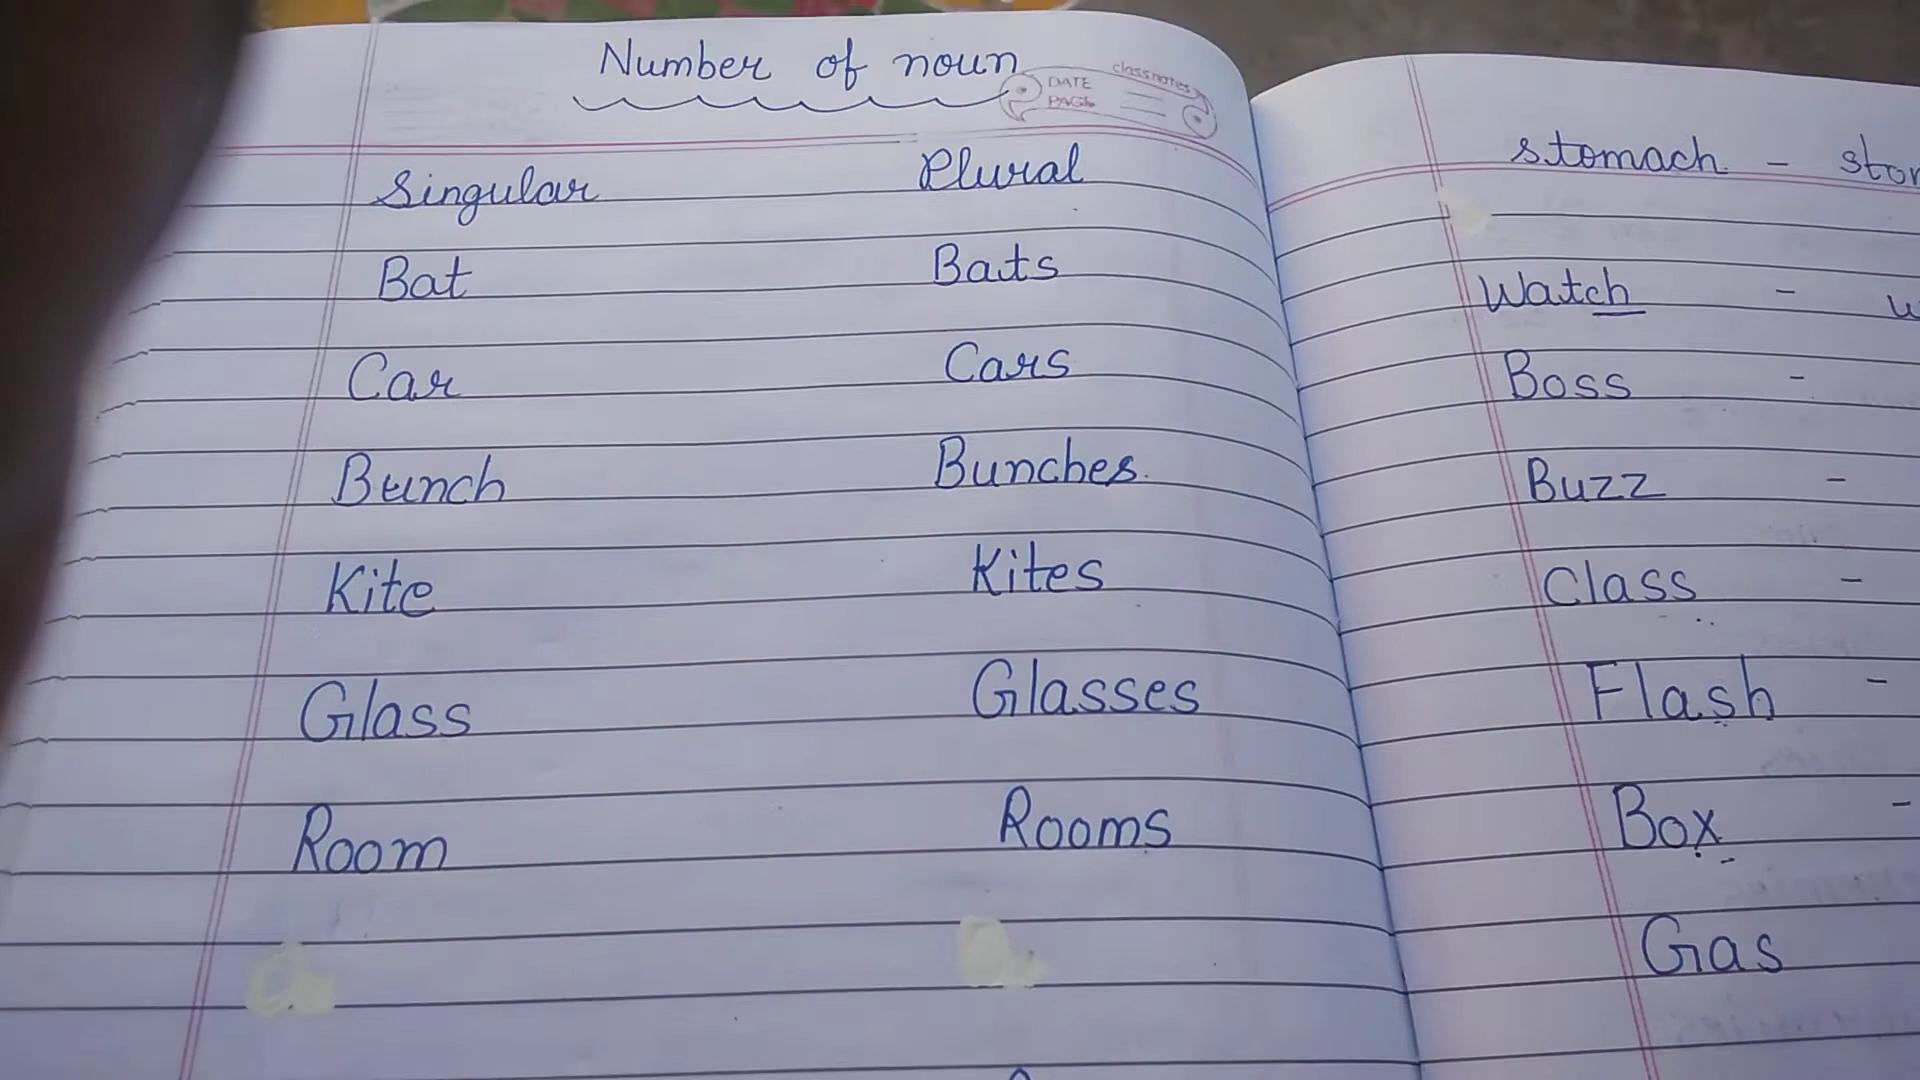 Number of noun
classnotes
DATE
PAGE
Singular Plural
Bat Bats
Car Cars
Bunch Bunches.
Kite Kites
Glass Glasses
Room Rooms
stomach -
Watch -
Boss -
Buzz -
Class -
Flash -
Box -
Gas